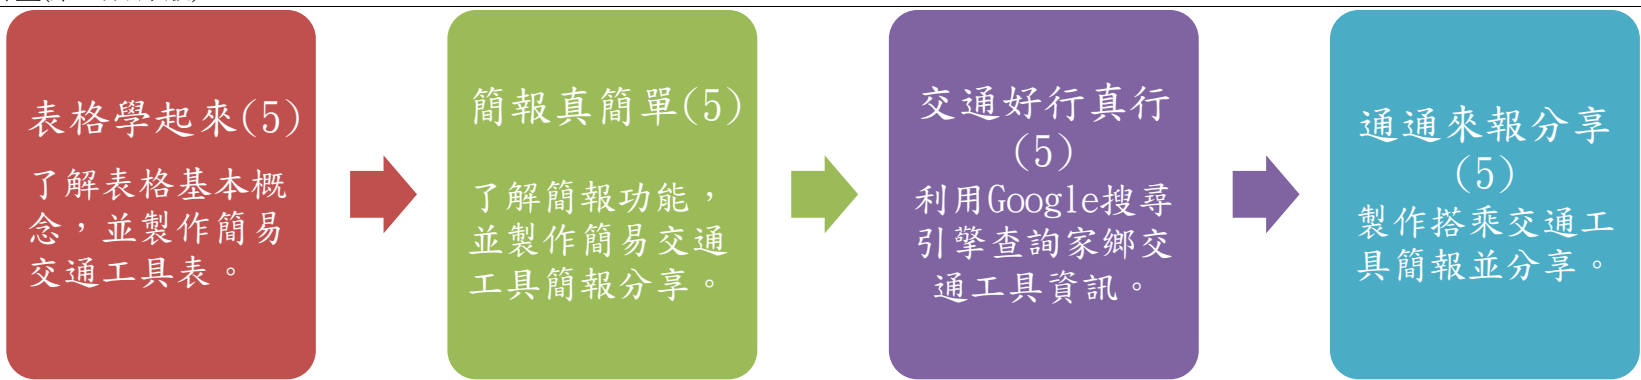 表格學起來(5)
了解表格基本概
念，並製作簡易
交通工具表。
簡報真簡單(5)
了解簡報功能，
並製作簡易交通
工具簡報分享。
交通好行真行
(5)
利用Google搜尋
引擎查詢家鄉交
通工具資訊。
通通來報分享
(5)
製作搭乘交通工
具簡報並分享。